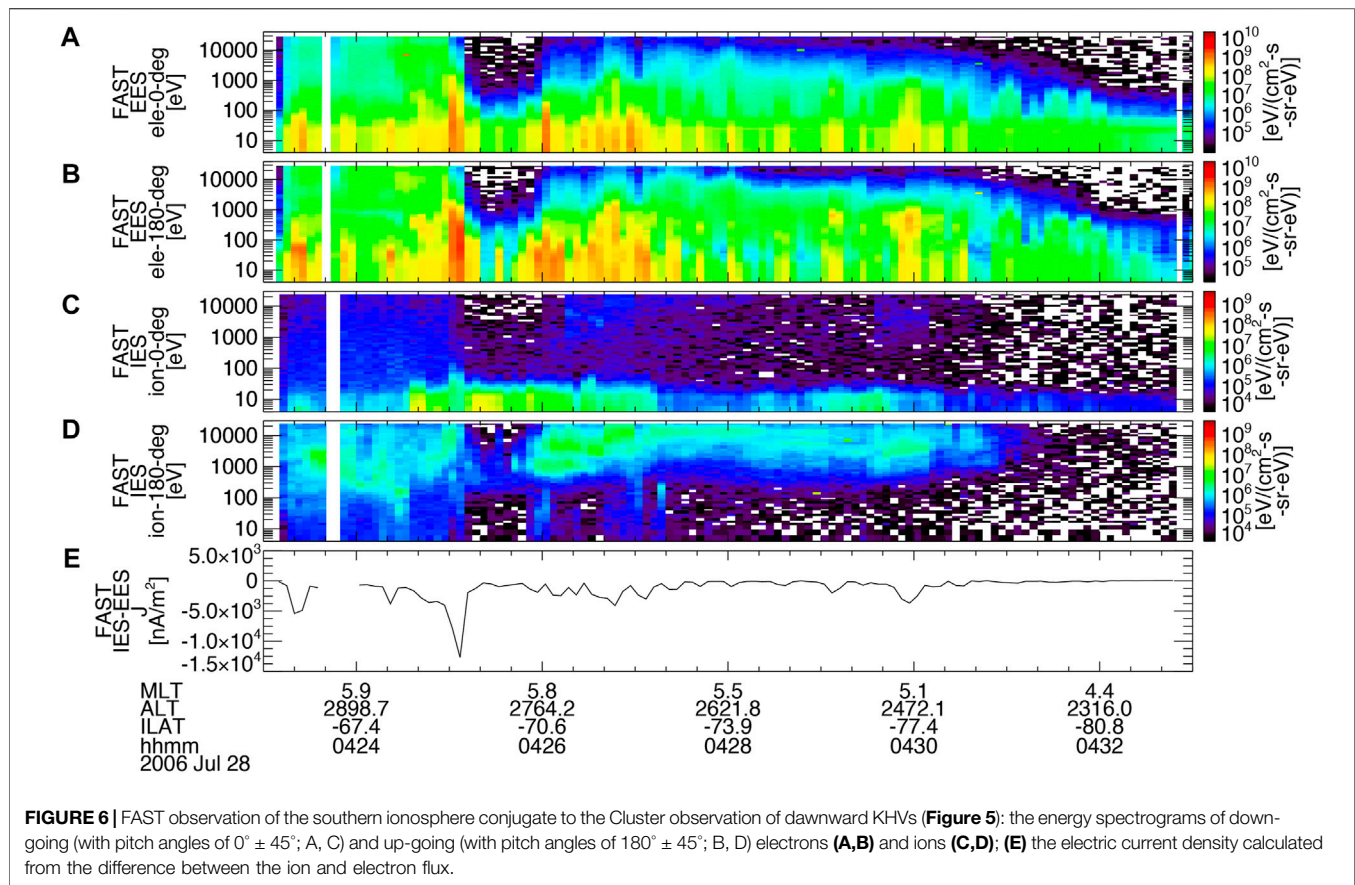 A
FAST
EES
ele-0-deg
[eV]
10000
1000
100
10
10^10
10^9
10^8
10^7
10^6
10^5
[eV/(cm^2-s
-sr-eV)]
B
FAST
EES
ele-180-deg
[eV]
10000
1000
100
10
10^10
10^9
10^8
10^7
10^6
10^5
[eV/(cm^2-s
-sr-eV)]
C
FAST
IES
ion-0-deg
[eV]
10000
1000
100
10
10^9
10^8
10^7
10^6
10^5
10^4
[eV/(cm^2-s
-sr-eV)]
D
FAST
IES
ion-180-deg
[eV]
10000
1000
100
10
10^9
10^8
10^7
10^6
10^5
10^4
[eV/(cm^2-s
-sr-eV)]
E
FAST
IES-EES
J
[nA/m^2]
5.0×10^3
0
-5.0×10^3
-1.0×10^4
-1.5×10^4
MLT 5.9 5.8 5.5 5.1 4.4
ALT 2898.7 2764.2 2621.8 2472.1 2316.0
ILAT -67.4 -70.6 -73.9 -77.4 -80.8
hhmm 0424 0426 0428 0430 0432
2006 Jul 28
FIGURE 6 | FAST observation of the southern ionosphere conjugate to the Cluster observation of dawnward KHVs (Figure 5): the energy spectrograms of down-
going (with pitch angles of 0° ± 45°; A, C) and up-going (with pitch angles of 180° ± 45°; B, D) electrons (A,B) and ions (C,D); (E) the electric current density calculated
from the difference between the ion and electron flux.